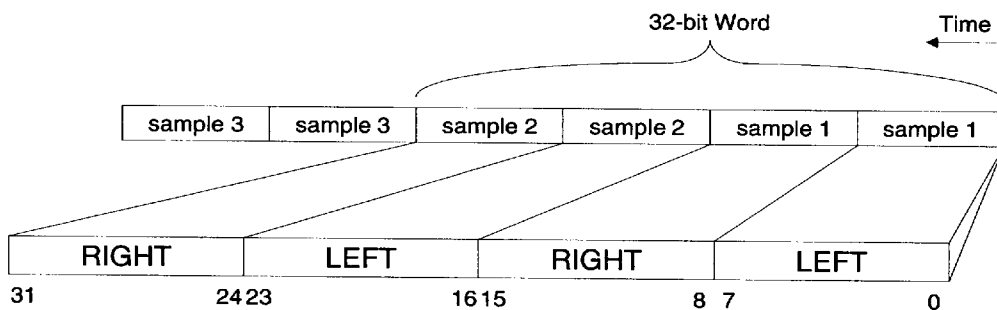 32-bit Word
Time
sample 3 sample 3 sample 2 sample 2 sample 1 sample 1
RIGHT LEFT RIGHT LEFT
31 24 23 16 15 8 7 0